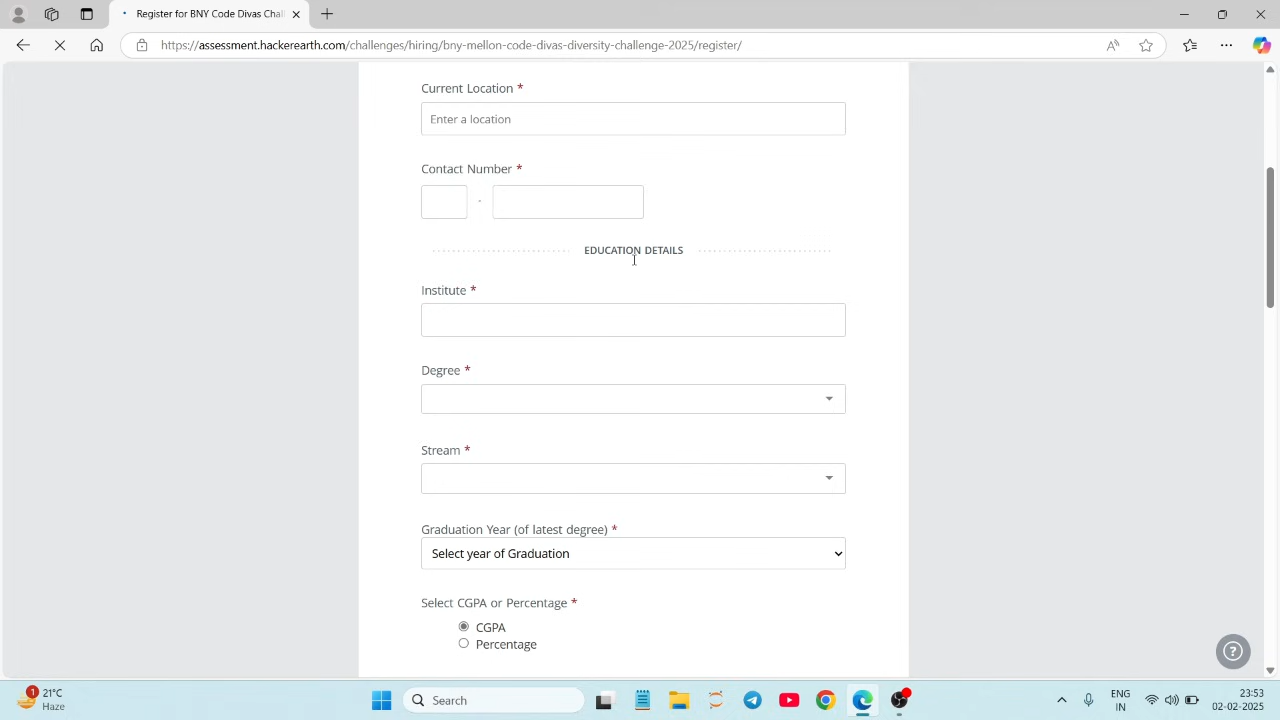 Register for BNY Code Divas Chall
https://assessment.hackerearth.com/challenges/hiring/bny-mellon-code-divas-diversity-challenge-2025/register/
Current Location *
Enter a location
Contact Number *
-
EDUCATION DETAILS
Institute *
Degree *
Stream *
Graduation Year (of latest degree) *
Select year of Graduation
Select CGPA or Percentage *
CGPA
Percentage
?
1
21°C
Haze
Search
ENG
IN
23:53
02-02-2025